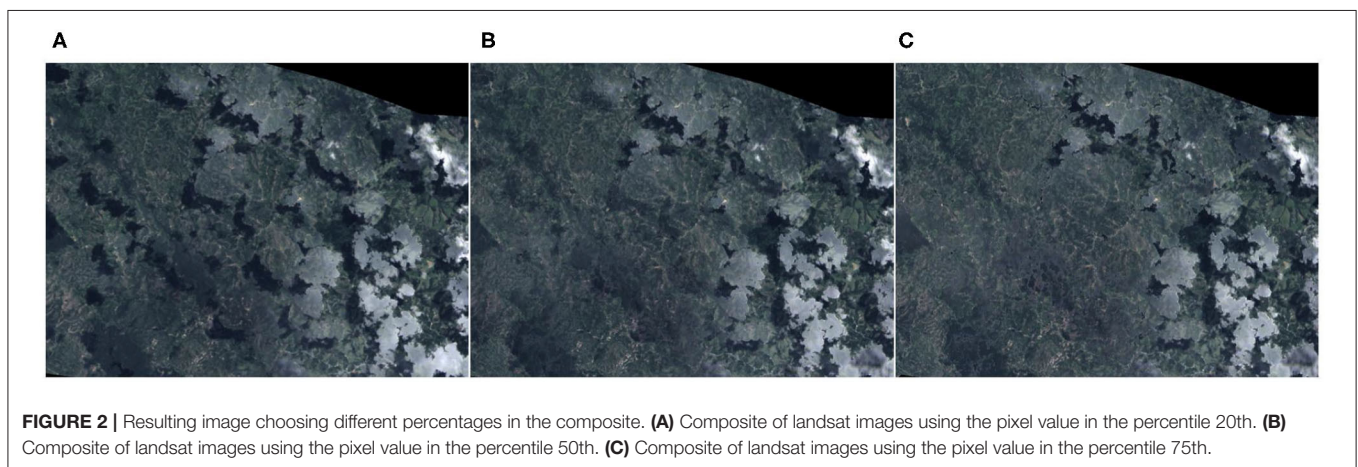 A
B
C
FIGURE 2 | Resulting image choosing different percentages in the composite. (A) Composite of landsat images using the pixel value in the percentile 20th. (B)
Composite of landsat images using the pixel value in the percentile 50th. (C) Composite of landsat images using the pixel value in the percentile 75th.